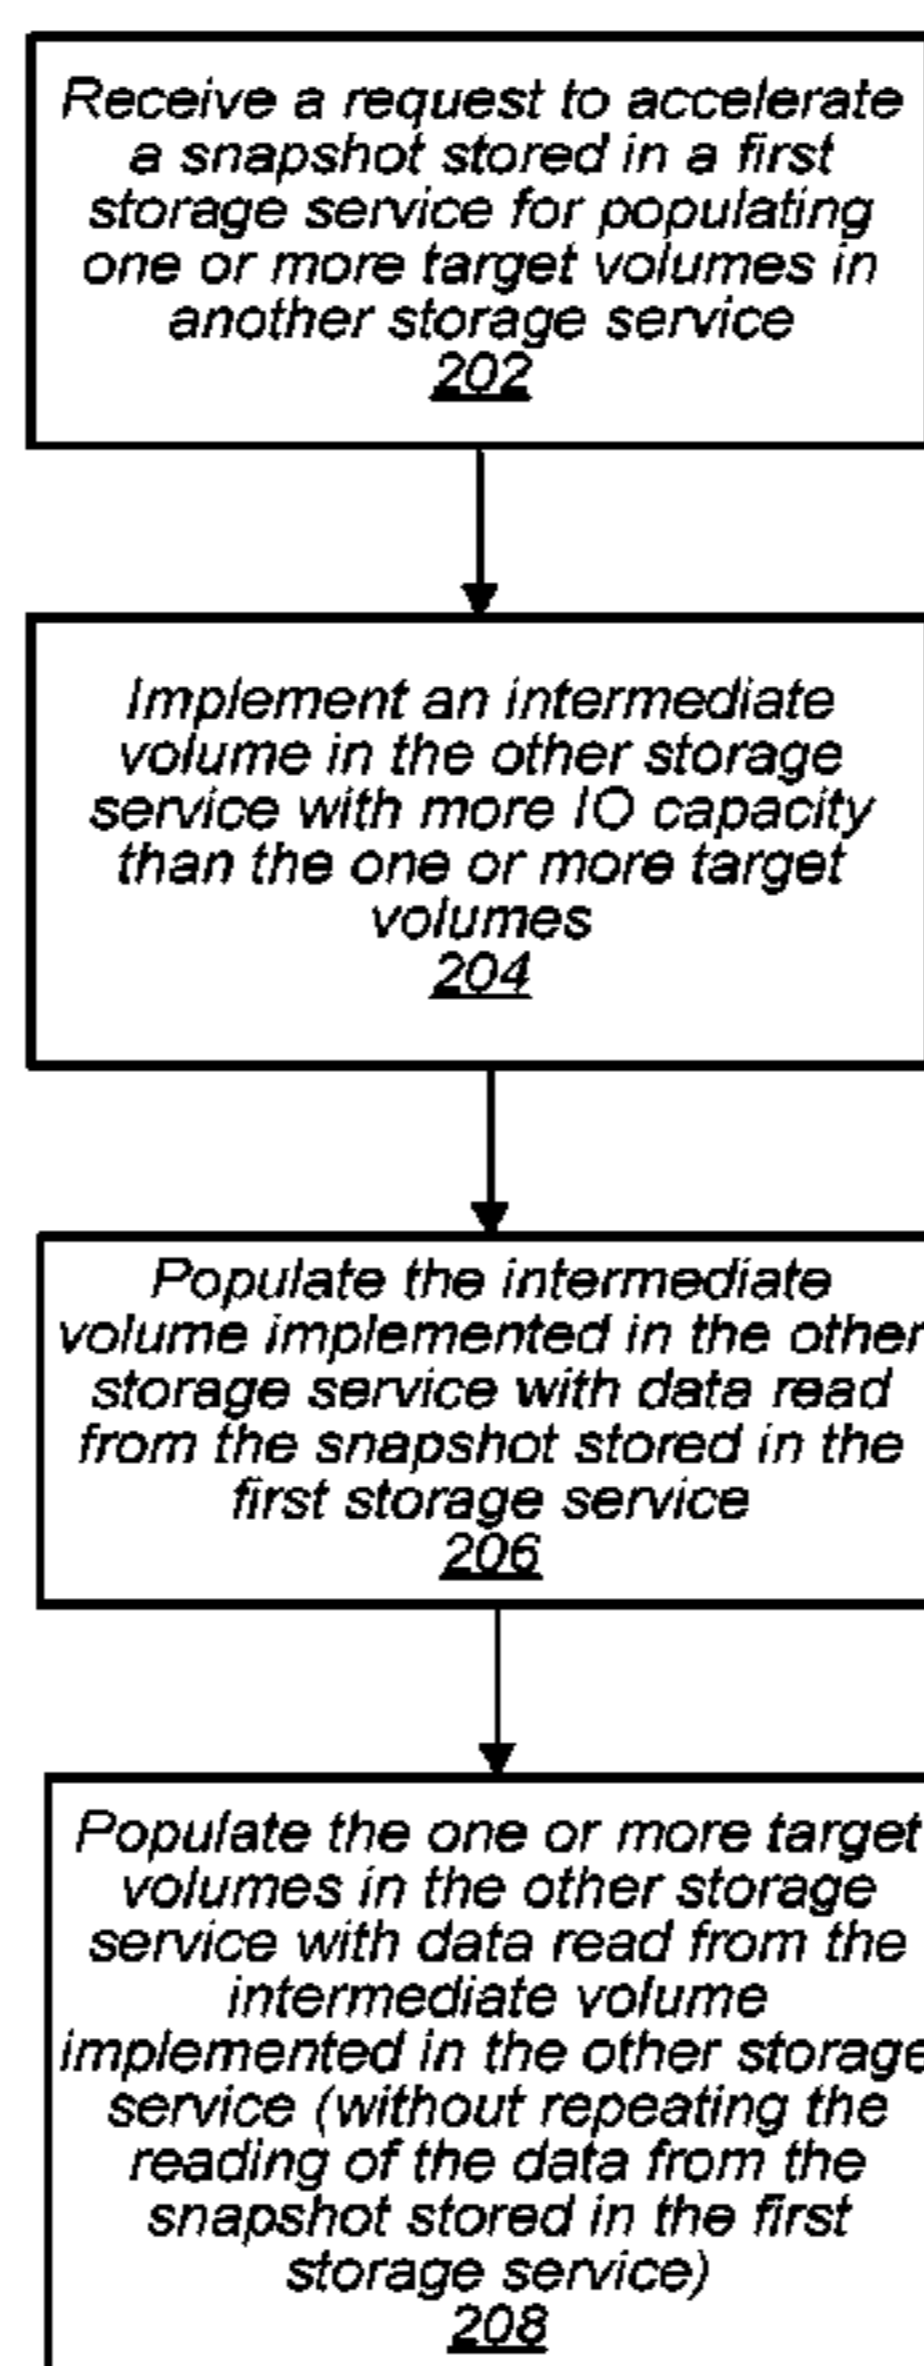 Receive a request to accelerate
a snapshot stored in a first
storage service for populating
one or more target volumes in
another storage service
202
Implement an intermediate
volume in the other storage
service with more IO capacity
than the one or more target
volumes
204
Populate the intermediate
volume implemented in the other
storage service with data read
from the snapshot stored in the
first storage service
206
Populate the one or more target
volumes in the other storage
service with data read from the
intermediate volume
implemented in the other storage
service (without repeating the
reading of the data from the
snapshot stored in the first
storage service)
208